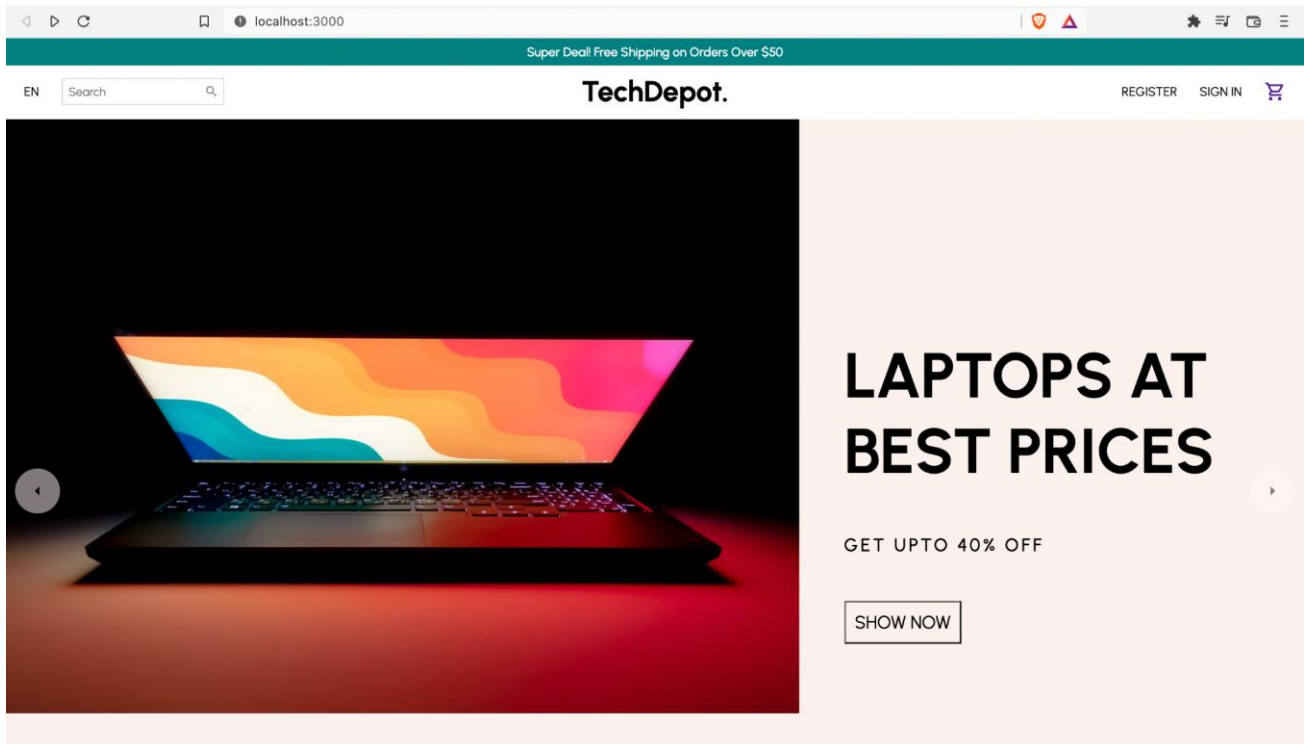 localhost:3000
Super Deal! Free Shipping on Orders Over $50
EN
Search
TechDepot.
REGISTER
SIGN IN
LAPTOPS AT
BEST PRICES
GET UPTO 40% OFF
SHOW NOW